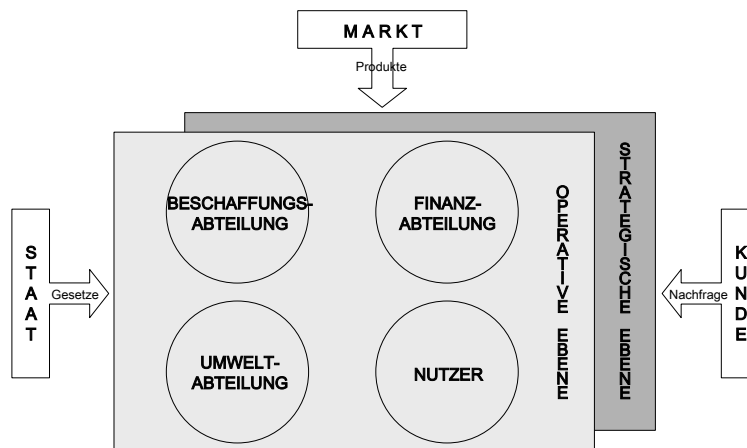 MARKT
Produkte
BESCHAFFUNGS-
ABTEILUNG
FINANZ-
ABTEILUNG
OPERATIVE EBENE
STRATEGISCHE EBENE
STAAT
Gesetze
Nachfrage
KUNDE
UMWELT-
ABTEILUNG
NUTZER